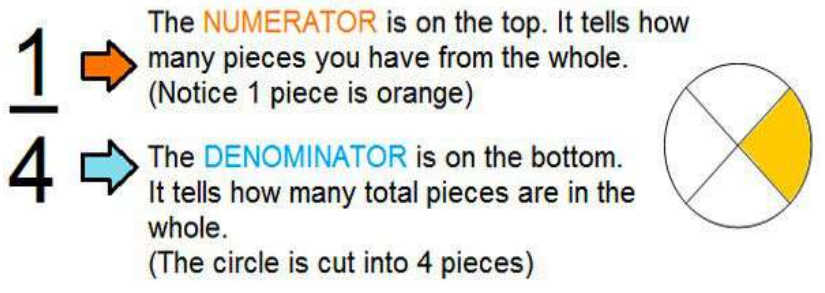 1
4
The NUMERATOR is on the top. It tells how
many pieces you have from the whole.
(Notice 1 piece is orange)
The DENOMINATOR is on the bottom.
It tells how many total pieces are in the
whole.
(The circle is cut into 4 pieces)